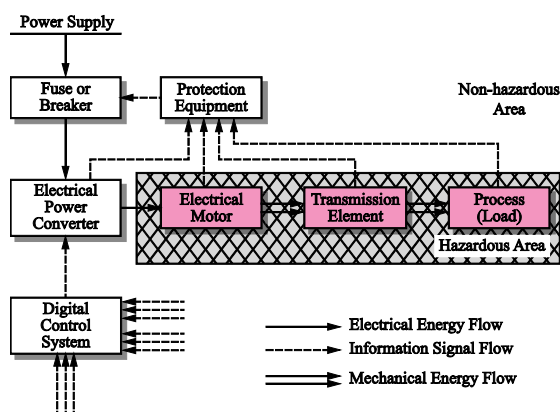 Power Supply
Fuse or
Breaker
Protection
Equipment
Non-hazardous
Area
Electrical
Power
Converter
Electrical
Motor
Transmission
Element
Process
(Load)
Hazardous Area
Digital
Control
System
Electrical Energy Flow
Information Signal Flow
Mechanical Energy Flow